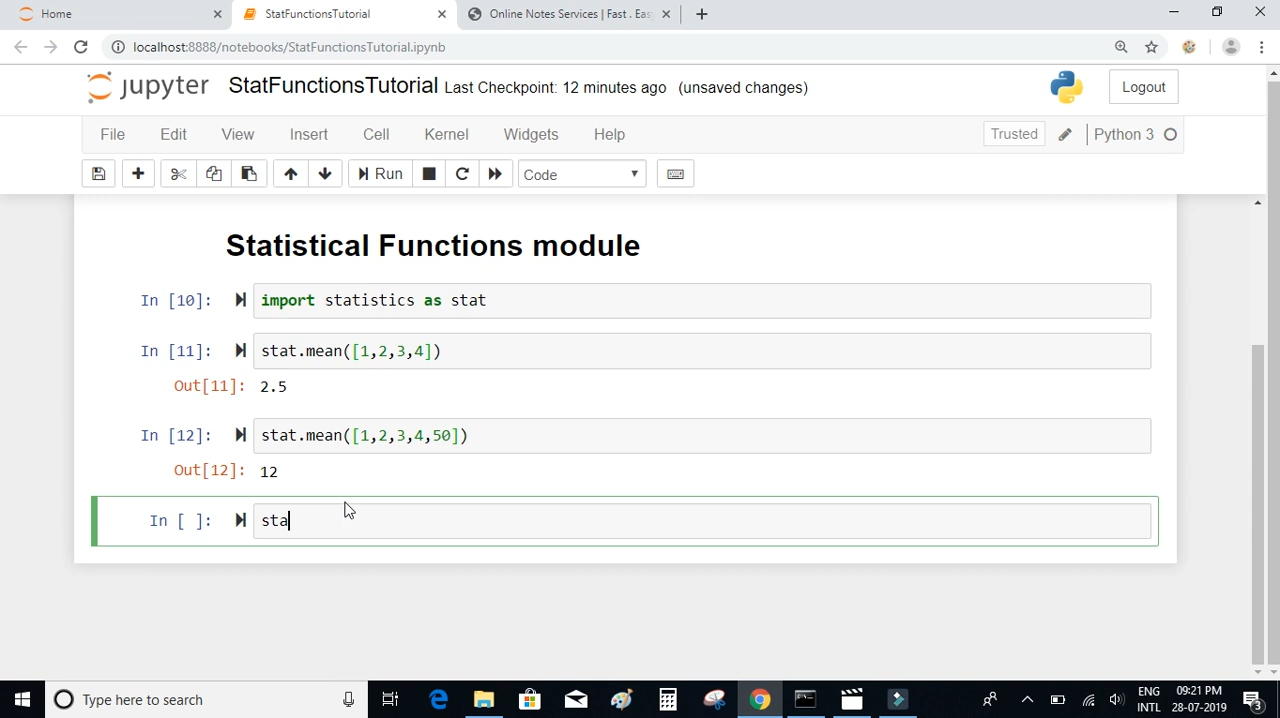 Home
StatFunctionsTutorial
Online Notes Services | Fast . Eas
localhost:8888/notebooks/StatFunctionsTutorial.ipynb
jupyter StatFunctionsTutorial Last Checkpoint: 12 minutes ago (unsaved changes)
Logout
File Edit View Insert Cell Kernel Widgets Help
Trusted
Python 3
Run
Code
Statistical Functions module
In [10]: import statistics as stat
In [11]: stat.mean([1,2,3,4])
Out[11]: 2.5
In [12]: stat.mean([1,2,3,4,50])
Out[12]: 12
In [ ]: sta
Type here to search
ENG
INTL
09:21 PM
28-07-2019
3